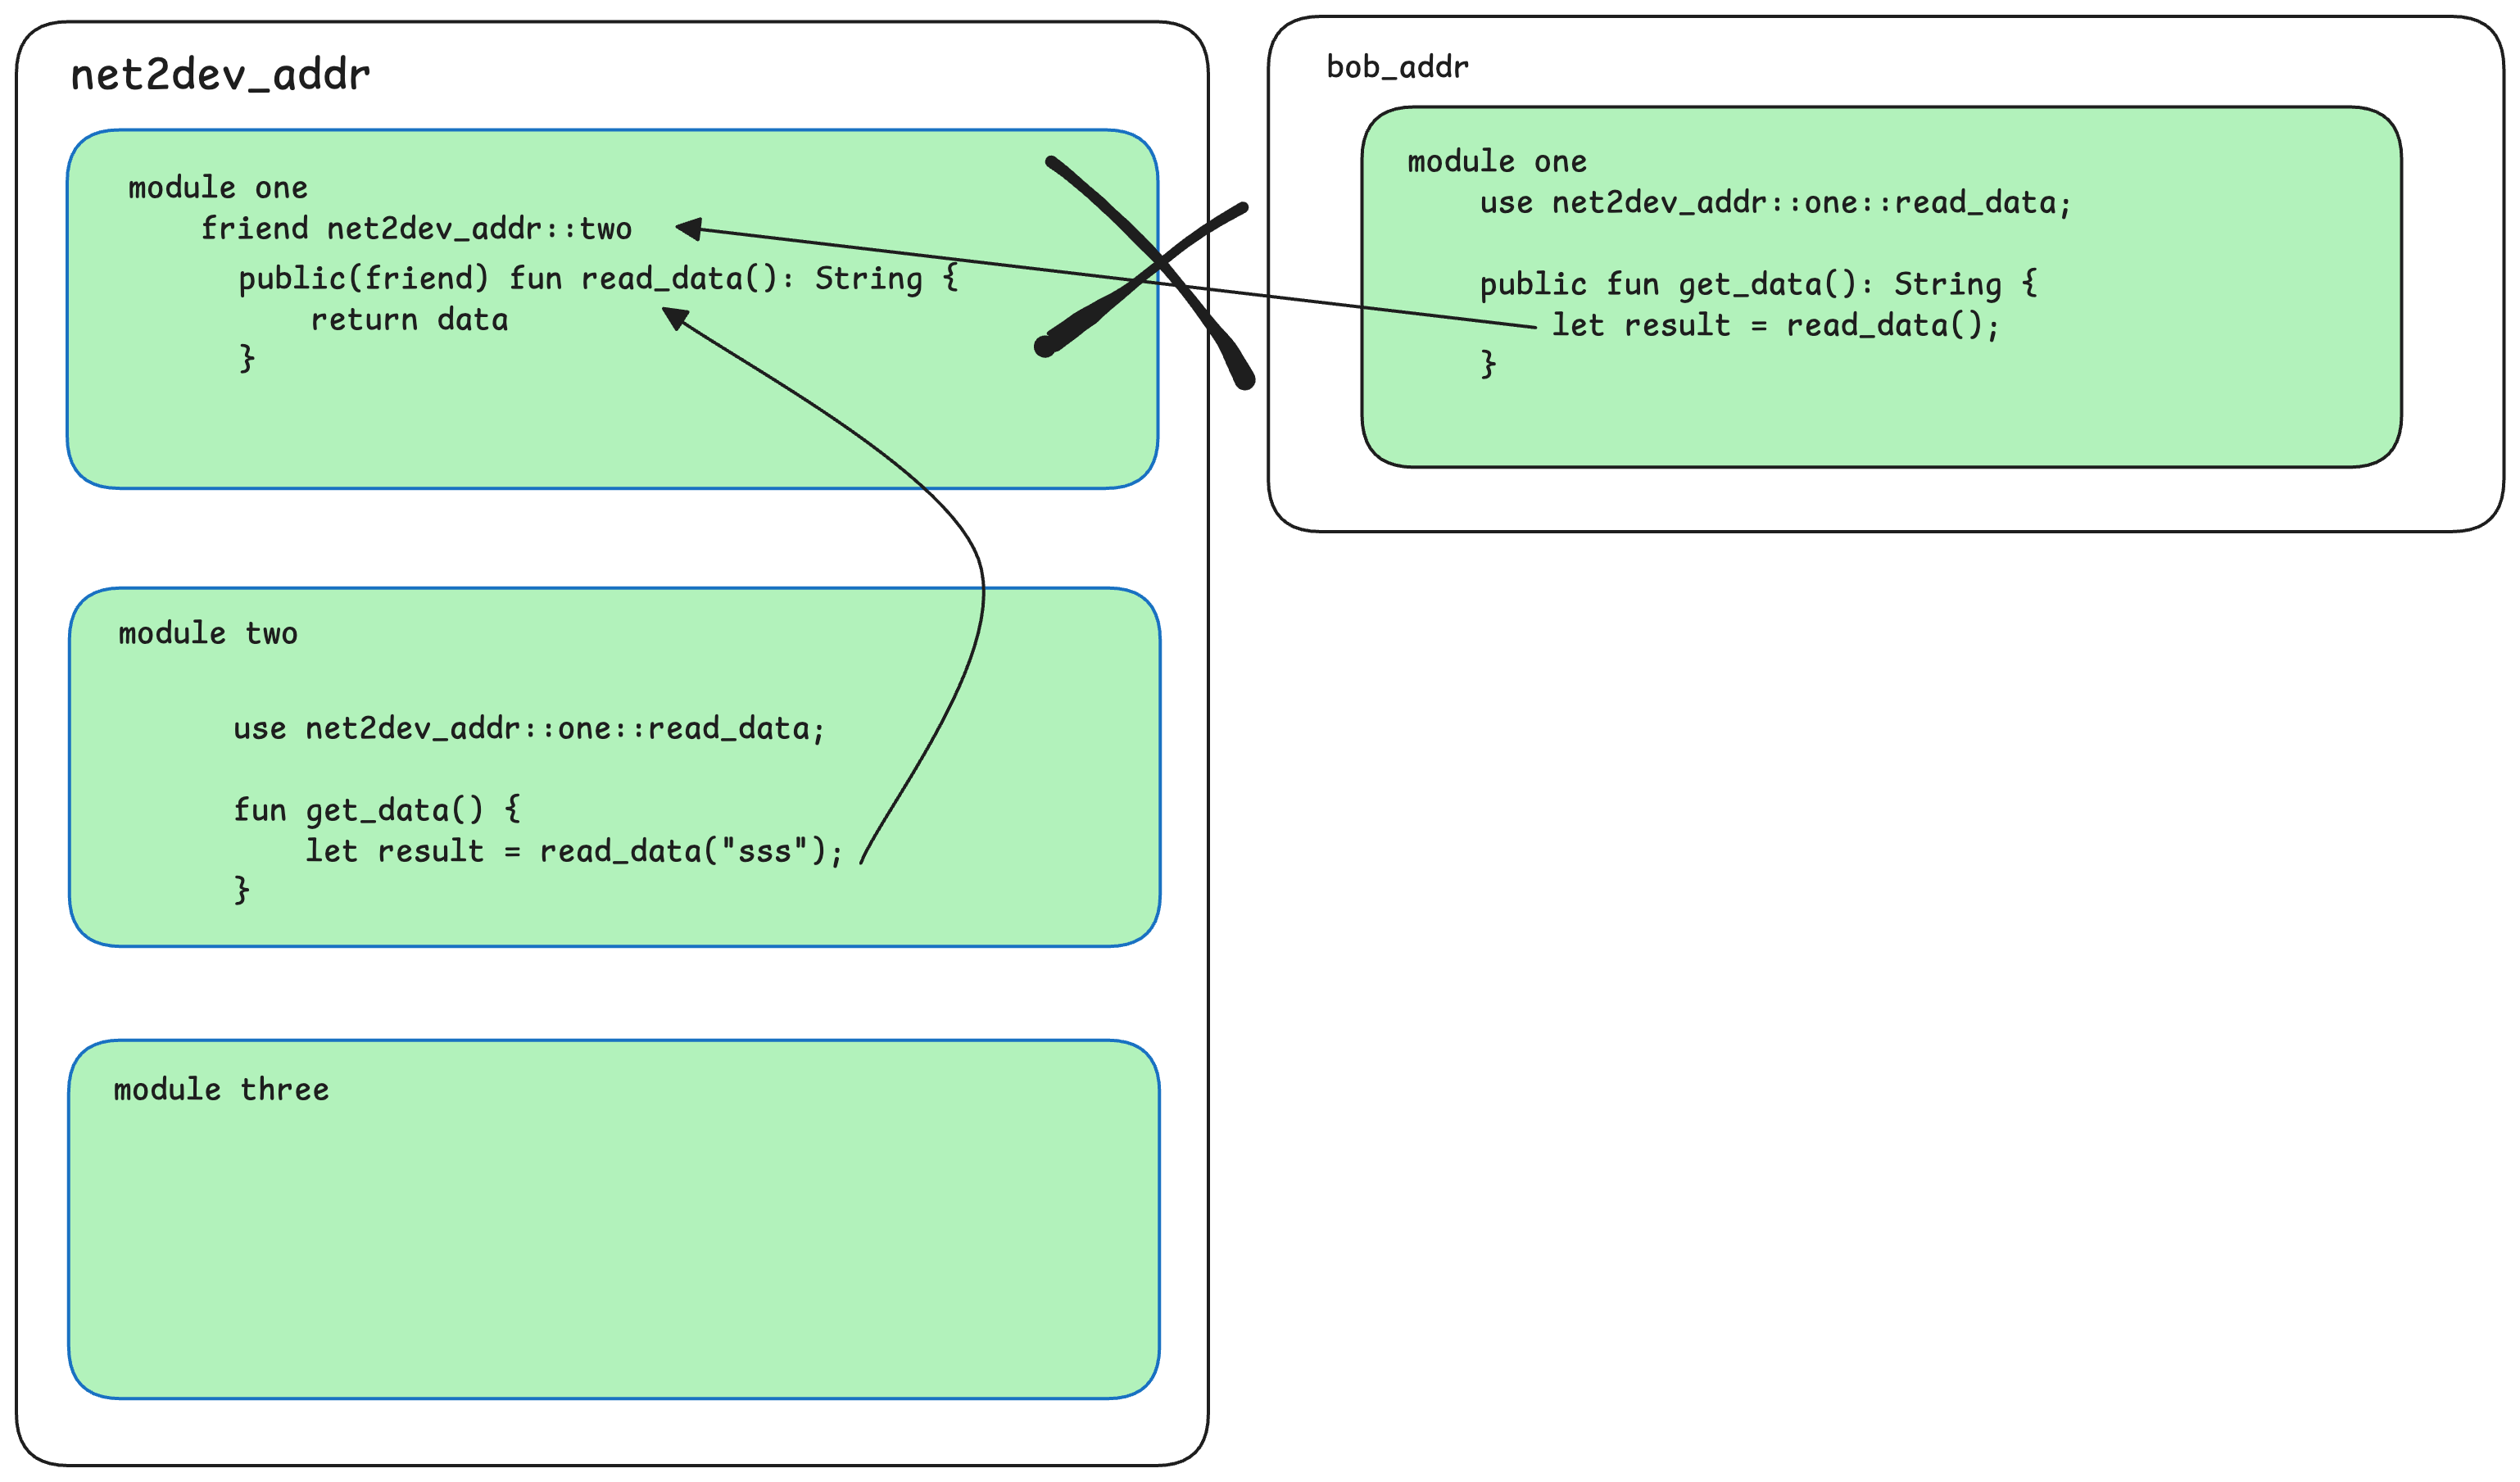 net2dev_addr
module one
friend net2dev_addr::two
public(friend) fun read_data(): String {
return data
}
module two
use net2dev_addr::one::read_data;
fun get_data() {
let result = read_data("sss");
}
module three
bob_addr
module one
use net2dev_addr::one::read_data;
public fun get_data(): String {
let result = read_data();
}